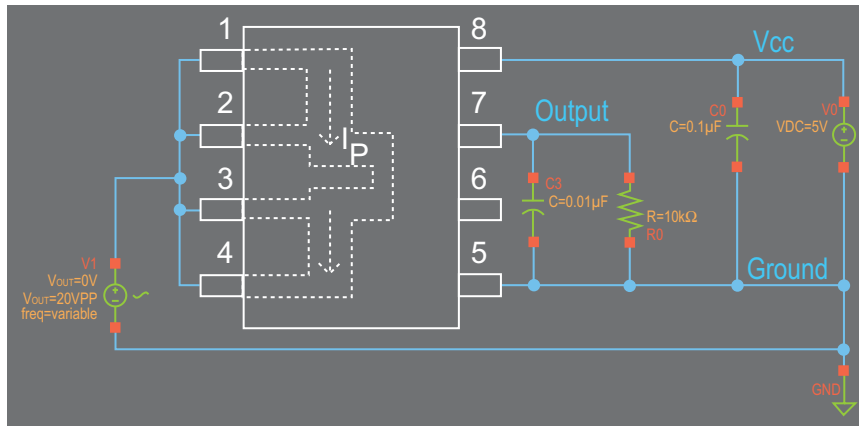 1
2
3
4
8
7
6
5
IP
Vcc
Output
Ground
C0
C=0.1µF
V0
VDC=5V
C3
C=0.01µF
R=10kΩ
R0
V1
VOUT=0V
VOUT=20VPP
freq=variable
GND